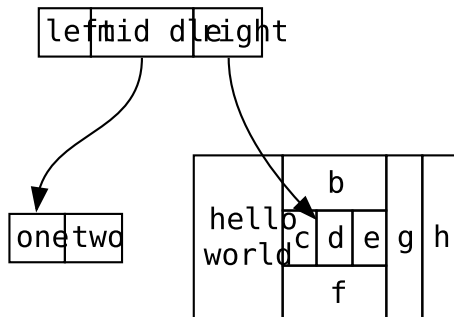 left mid dle right
one two
hello
world
b
c d e
f
g
h